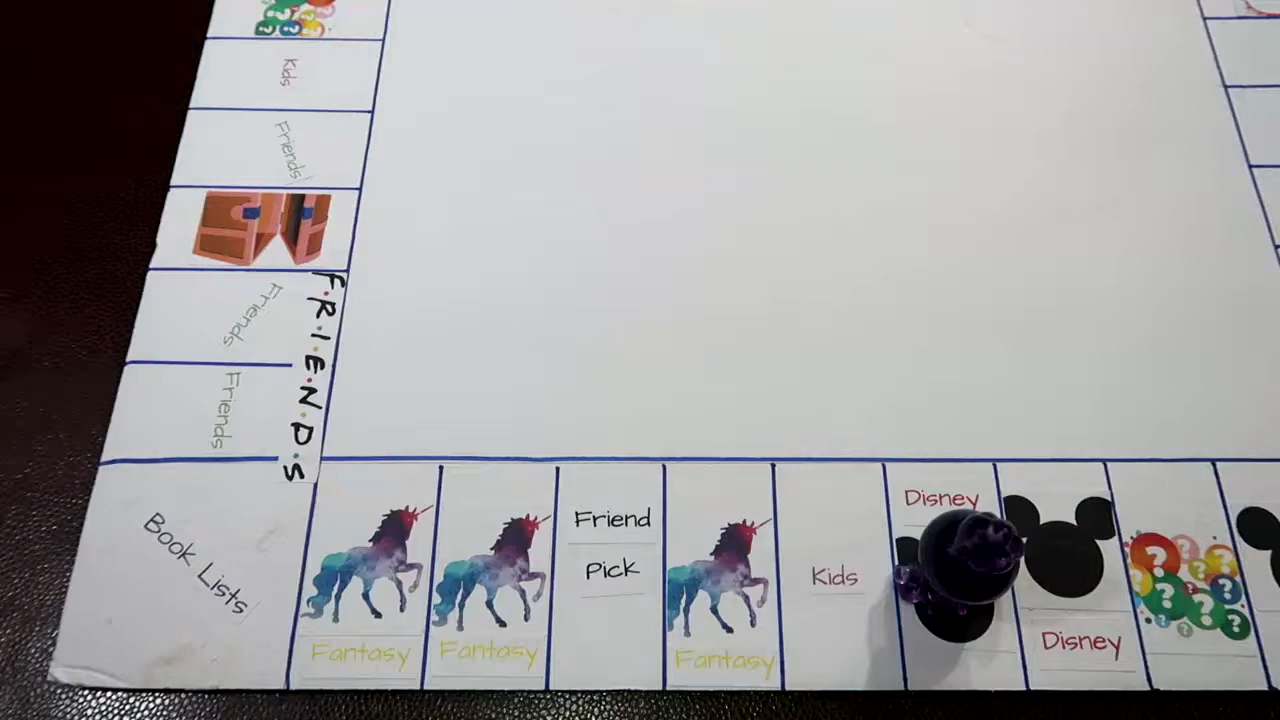 Kids
Friends
Friends
Friends
F.R.I.E.N.D.S
Book Lists
Fantasy
Fantasy
Friend
Pick
Fantasy
Kids
Disney
Disney
? ? ? ? ? ? ?